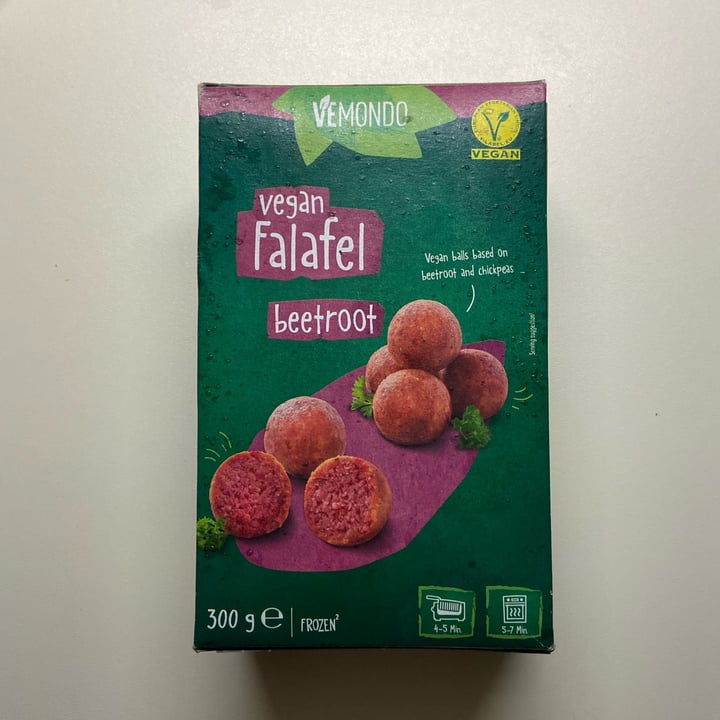 VEMONDO
VEGAN
vegan
Falafel
beetroot
Vegan balls based on
beetroot and chickpeas
Serving suggestion¹
300 g ℮
FROZEN²
4-5 Min.
5-7 Min.